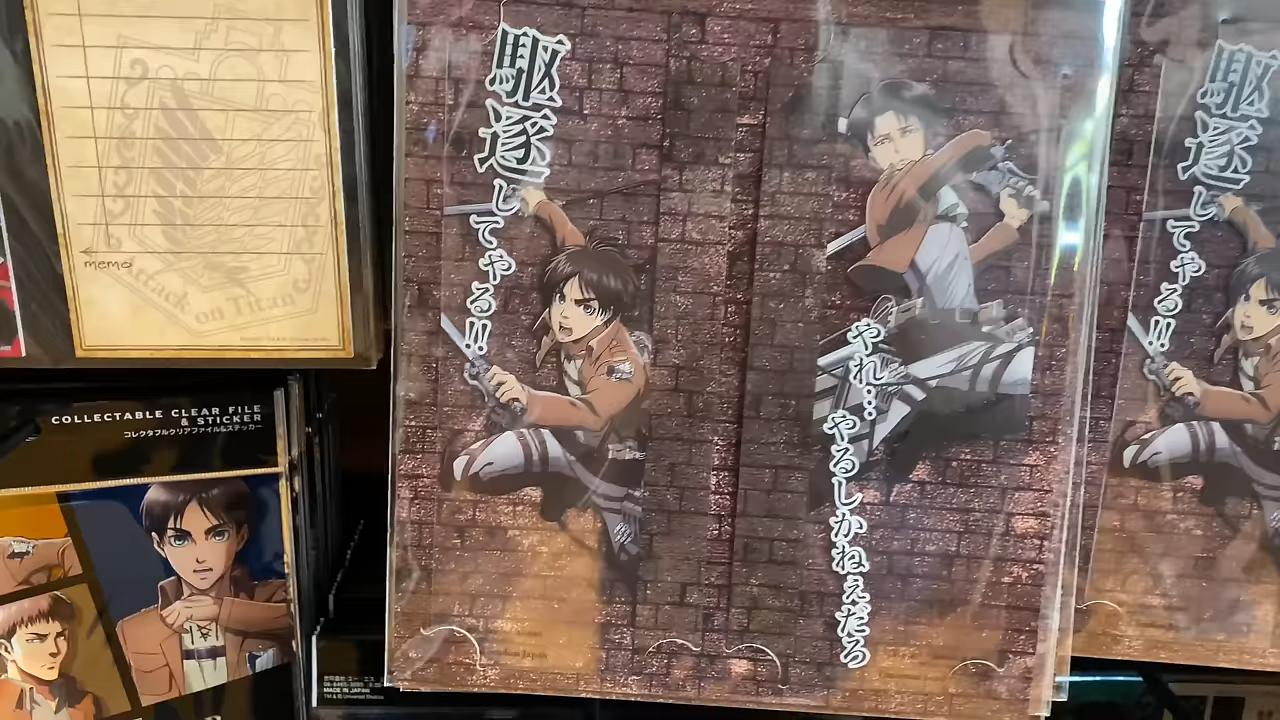 memo
Attack on Titan
COLLECTABLE CLEAR FILE
& STICKER
コレクタブルクリアファイル&ステッカー
駆逐してやる!!
やれ…
やるしかねぇだろ
駆逐してやる!!
MADE IN JAPAN